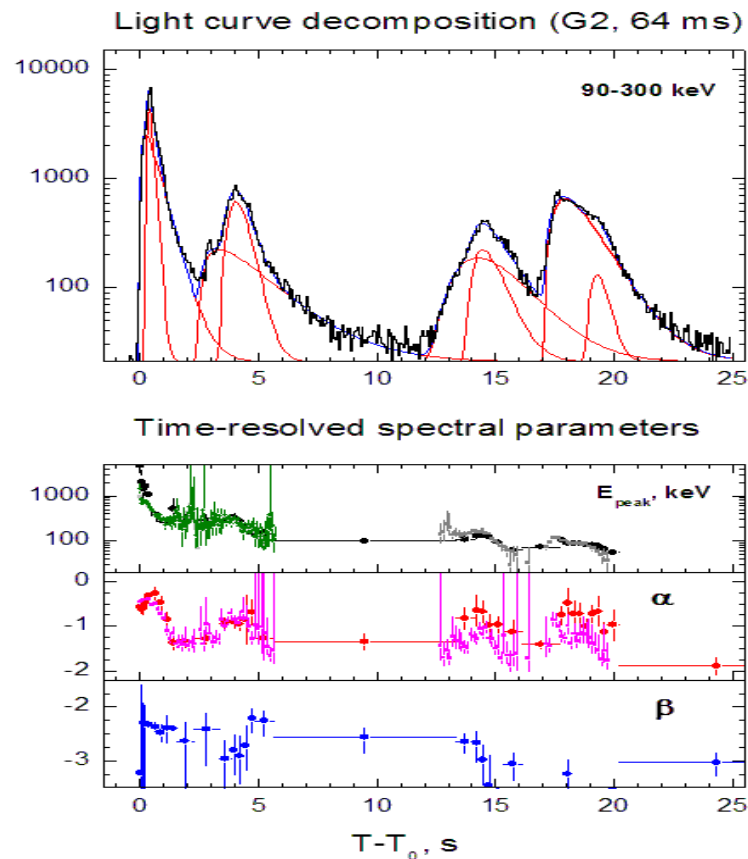 Light curve decomposition (G2, 64 ms)
10000
90-300 keV
1000
100
0 5 10 15 20 25
Time-resolved spectral parameters
1000
E_peak, keV
100
0
α
-1
-2
-2
β
-3
0 5 10 15 20 25
T-T_0, s